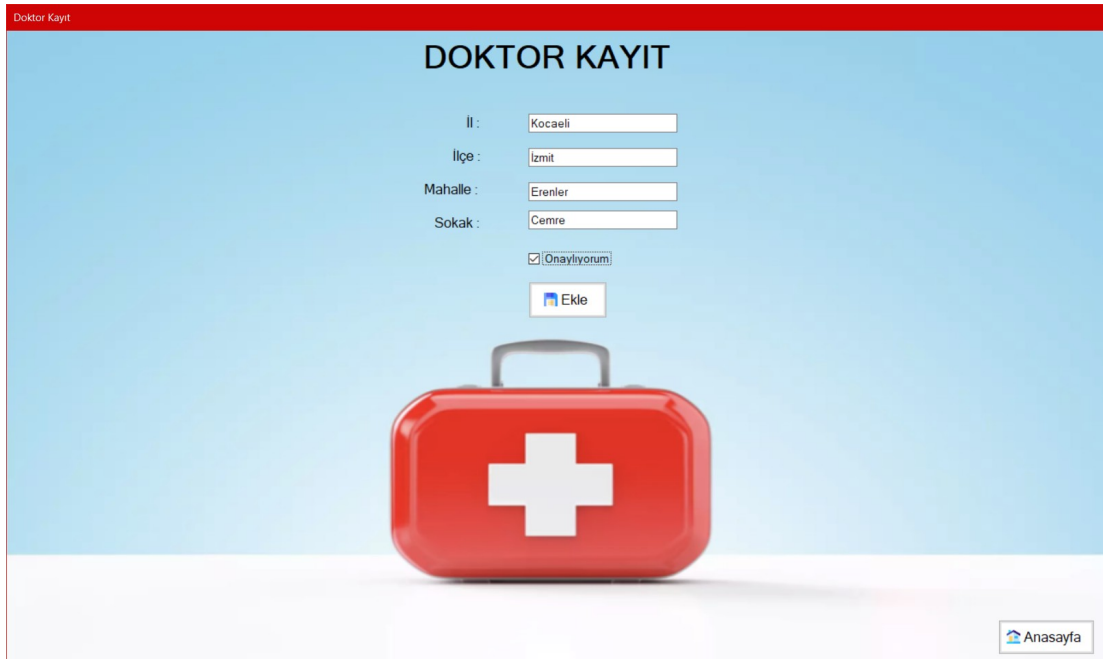 Doktor Kayıt
DOKTOR KAYIT
İl : Kocaeli
İlçe : İzmit
Mahalle : Erenler
Sokak : Cemre
Onaylıyorum
Ekle
Anasayfa